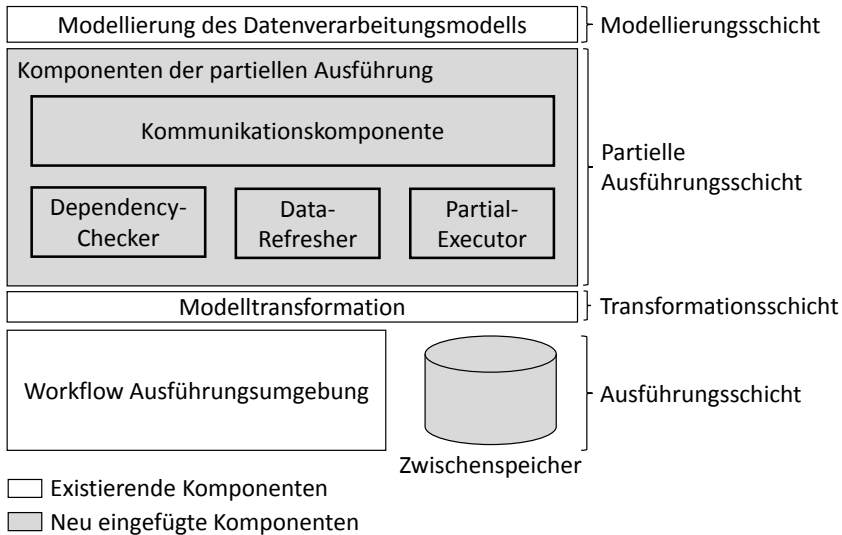 Modellierung des Datenverarbeitungsmodells
Modellierungsschicht
Komponenten der partiellen Ausführung
Kommunikationskomponente
Dependency-
Checker
Data-
Refresher
Partial-
Executor
Partielle
Ausführungsschicht
Modelltransformation
Transformationsschicht
Workflow Ausführungsumgebung
Ausführungsschicht
Zwischenspeicher
Existierende Komponenten
Neu eingefügte Komponenten